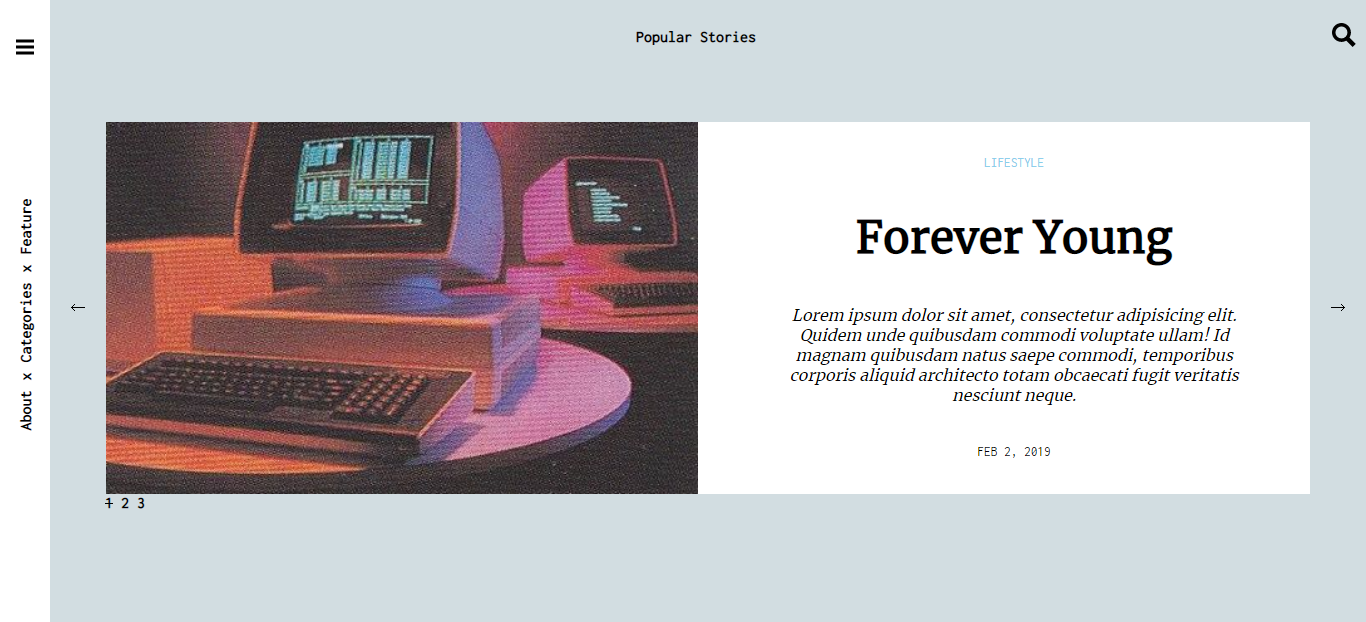 Popular Stories
About x Categories x Feature
LIFESTYLE
Forever Young
Lorem ipsum dolor sit amet, consectetur adipisicing elit.
Quidem unde quibusdam commodi voluptate ullam! Id
magnam quibusdam natus saepe commodi, temporibus
corporis aliquid architecto totam obcaecati fugit veritatis
nesciunt neque.
FEB 2, 2019
1 2 3